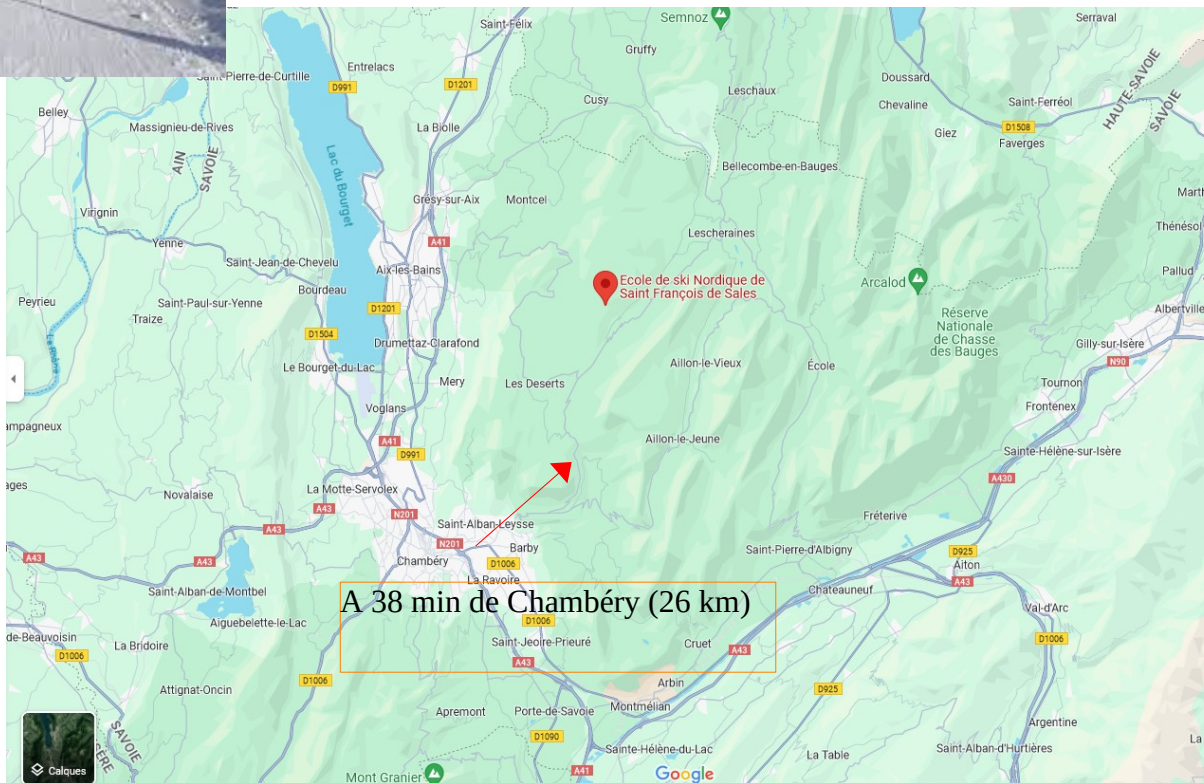 Saint-Félix
Semnoz
Serraval
Gruffy
Entrelacs
Saint-Pierre-de-Curtille
D991
D1201
Doussard
Leschaux
Chevaline
Saint-Ferréol
HAUTE-SAVOIE
SAVOIE
Belley
Cusy
Massignieu-de-Rives
La Biolle
Giez
D1508
Faverges
AIN
SAVOIE
Lac du Bourget
Bellecombe-en-Bauges
Grésy-sur-Aix
Montcel
Marth
Virignin
Thénésol
Yenne
A41
Lescheraines
Saint-Jean-de-Chevelu
Aix-les-Bains
Pallud
Bourdeau
Ecole de ski Nordique de
Saint François de Sales
Arcalod
Peyrieu
Saint-Paul-sur-Yenne
D1201
Albertville
Traize
Réserve
Nationale
de Chasse
des Bauges
D1504
Drumettaz-Clarafond
Gilly-sur-Isère
N90
Le Bourget-du-Lac
Aillon-le-Vieux
École
Mery
Les Deserts
Tournon
Voglans
Frontenex
ampagneux
A41
Aillon-le-Jeune
D991
Sainte-Hélène-sur-Isère
La Motte-Servolex
A430
ages
Novalaise
A43
N201
Fréterive
A43
Saint-Alban-Leysse
N201
Barby
Saint-Pierre-d'Albigny
D925
A43
Chambéry
D1006
Aiton
La Ravoire
A43
Saint-Alban-de-Montbel
Chateauneuf
A 38 min de Chambéry (26 km)
Val-d'Arc
Aiguebelette-le-Lac
D1006
de-Beauvoisin
La Bridoire
Saint-Jeoire-Prieuré
Cruet
D1006
D1006
A43
A43
D1006
Arbin
Attignat-Oncin
D925
Apremont
Porte-de-Savoie
Montmélian
SAVOIE
ÈRE
D1090
Argentine
Sainte-Hélène-du-Lac
La Table
Saint-Alban-d'Hurtières
La
Calques
Mont Granier
A41
Google